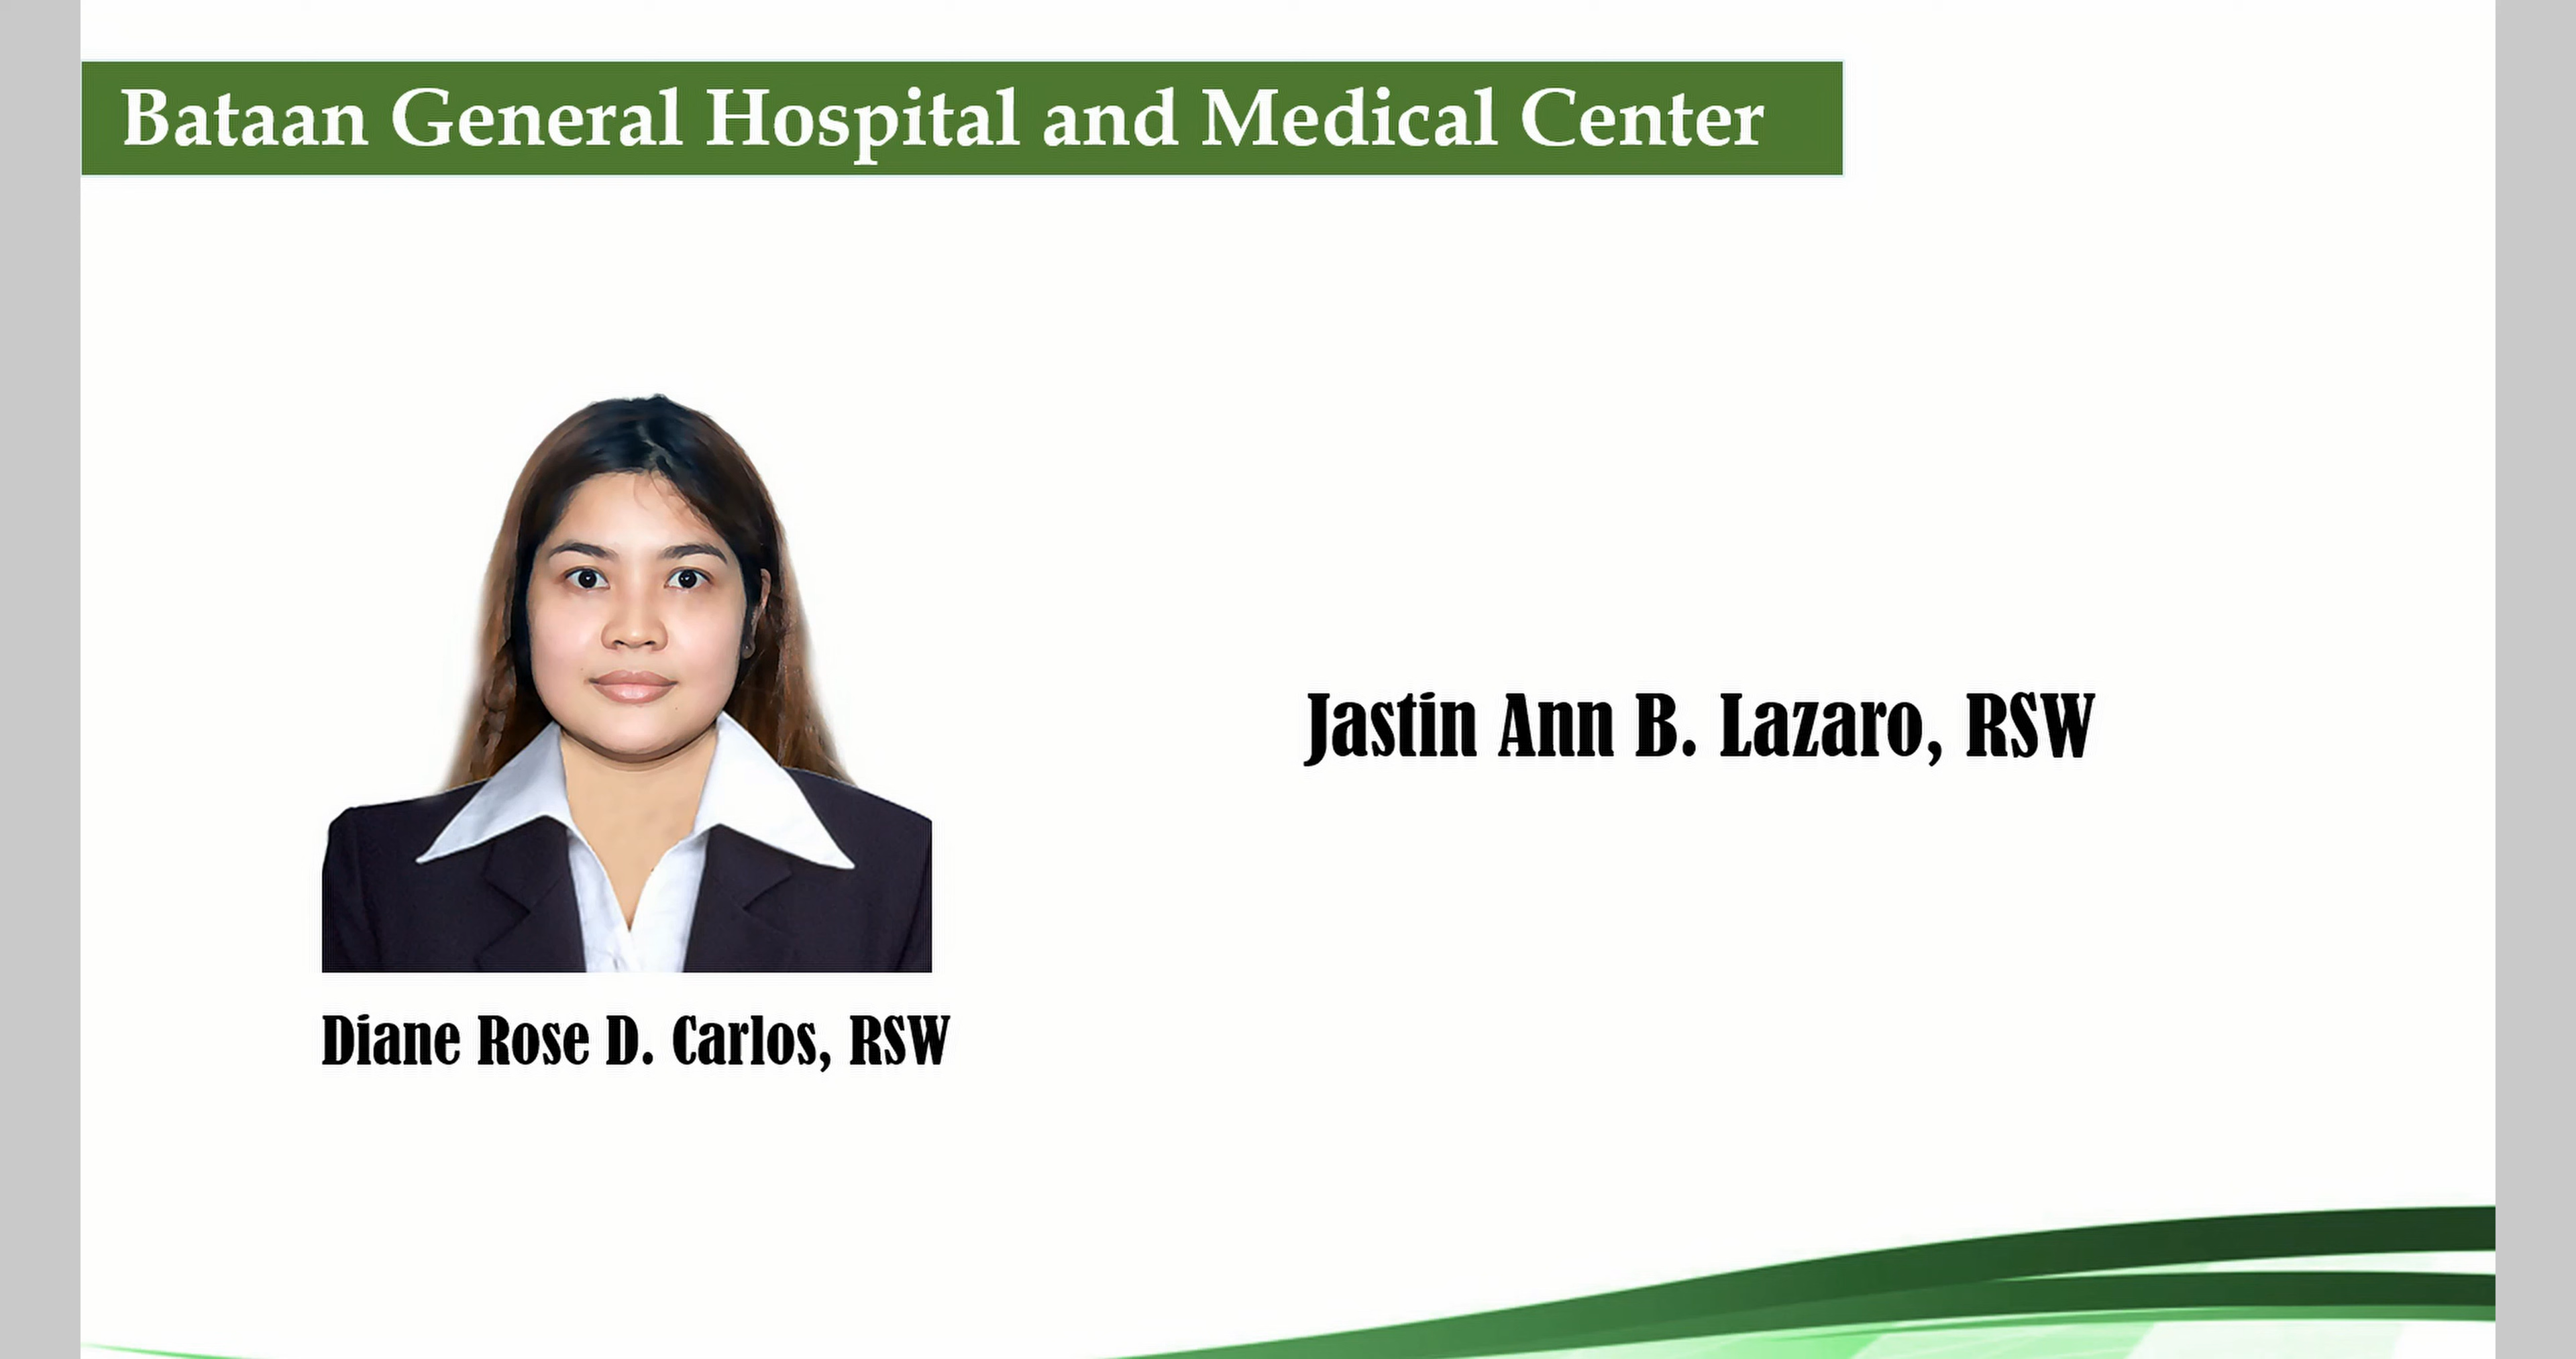 Bataan General Hospital and Medical Center
Jastin Ann B. Lazaro, RSW
Diane Rose D. Carlos, RSW